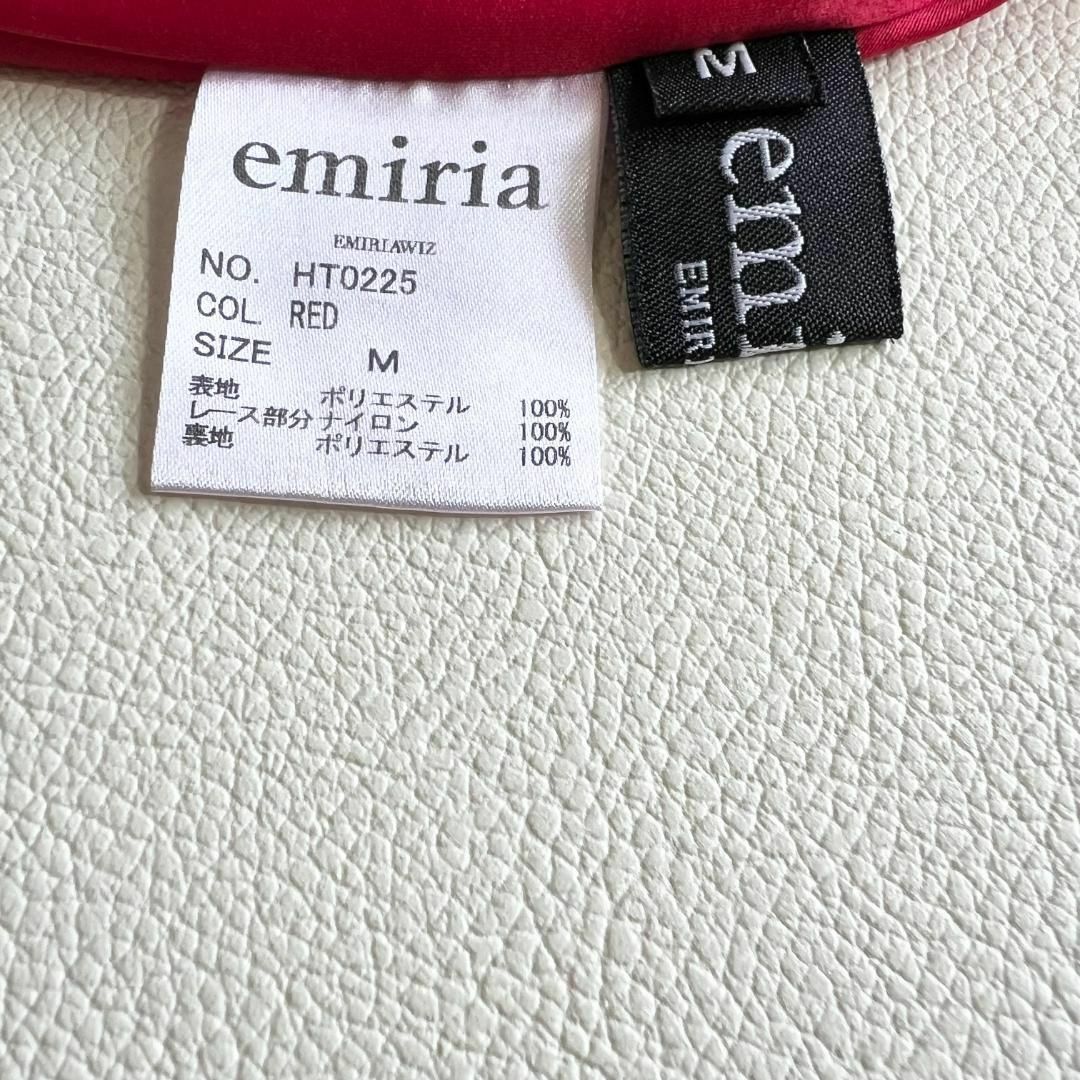 emiria
EMIRIAWIZ
NO. HT0225
COL RED
SIZE M
表地 ポリエステル 100%
レース部分 ナイロン 100%
裏地 ポリエステル 100%
M
emi
EMIR